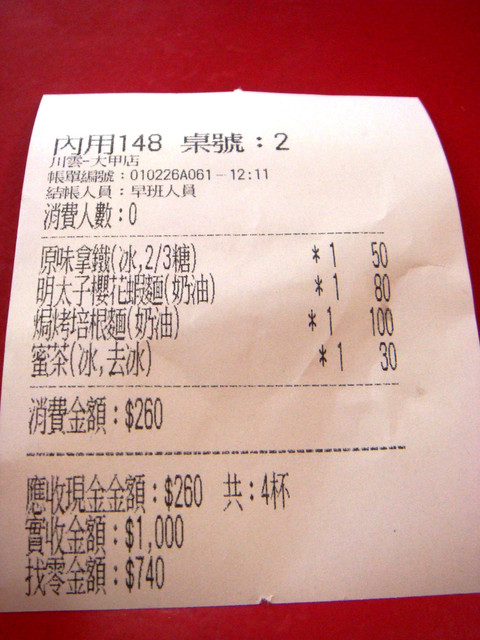 內用148 桌號：2
川雲-大甲店
帳單編號：010226A061-12:11
結帳人員：早班人員
消費人數：0
原味拿鐵(冰,2/3糖) *1 50
明太子櫻花蝦麵(奶油) *1 80
焗烤培根麵(奶油) *1 100
蜜茶(冰,去冰) *1 30
消費金額：$260
應收現金金額：$260 共：4杯
實收金額：$1,000
找零金額：$740